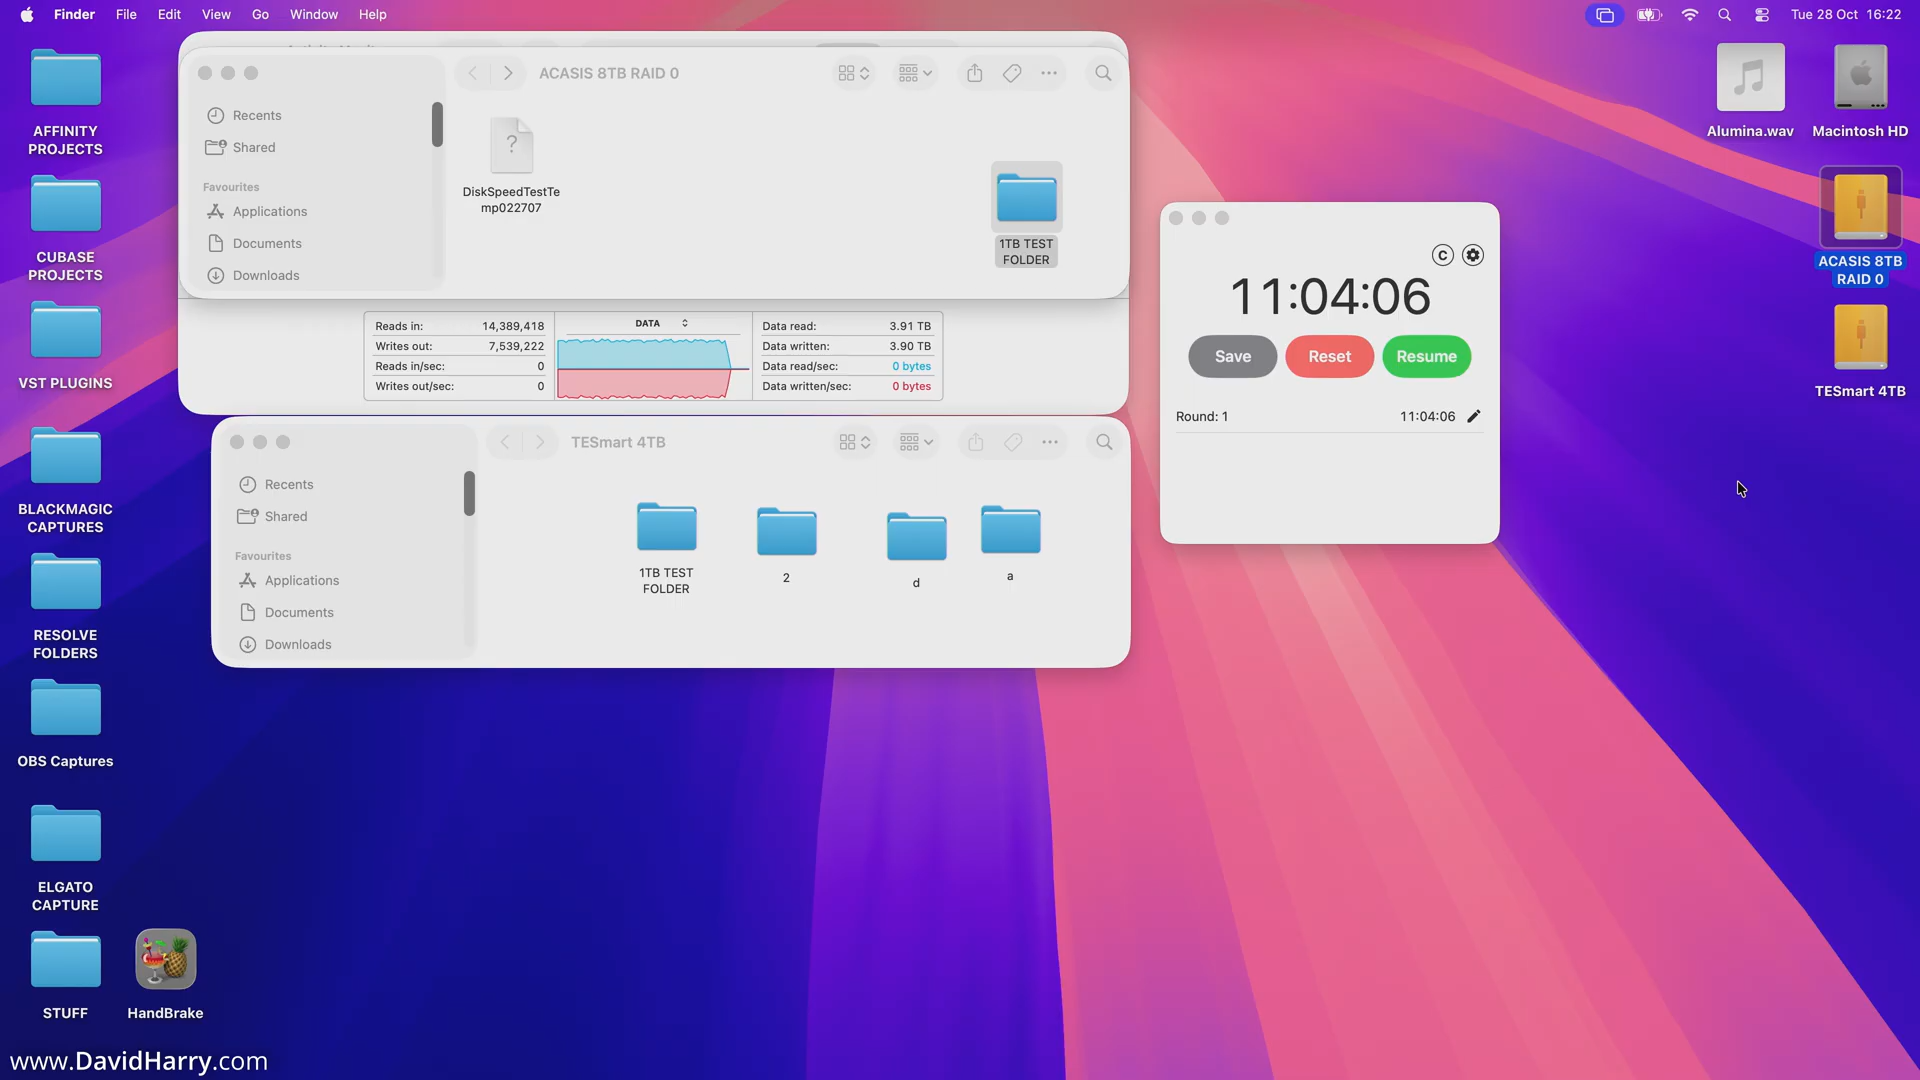 Finder File Edit View Go Window Help
Tue 28 Oct 16:22
AFFINITY
PROJECTS
CUBASE
PROJECTS
VST PLUGINS
BLACKMAGIC
CAPTURES
RESOLVE
FOLDERS
OBS Captures
ELGATO
CAPTURE
STUFF
HandBrake
ACASIS 8TB RAID 0
Recents
Shared
Favourites
Applications
Documents
Downloads
?
DiskSpeedTestTe
mp022707
1TB TEST
FOLDER
Reads in: 14,389,418
Writes out: 7,539,222
Reads in/sec: 0
Writes out/sec: 0
DATA
Data read: 3.91 TB
Data written: 3.90 TB
Data read/sec: 0 bytes
Data written/sec: 0 bytes
TESmart 4TB
Recents
Shared
Favourites
Applications
Documents
Downloads
1TB TEST
FOLDER
2
d
a
C
11:04:06
Save Reset Resume
Round: 1 11:04:06
Alumina.wav
Macintosh HD
ACASIS 8TB
RAID 0
TESmart 4TB
www.DavidHarry.com